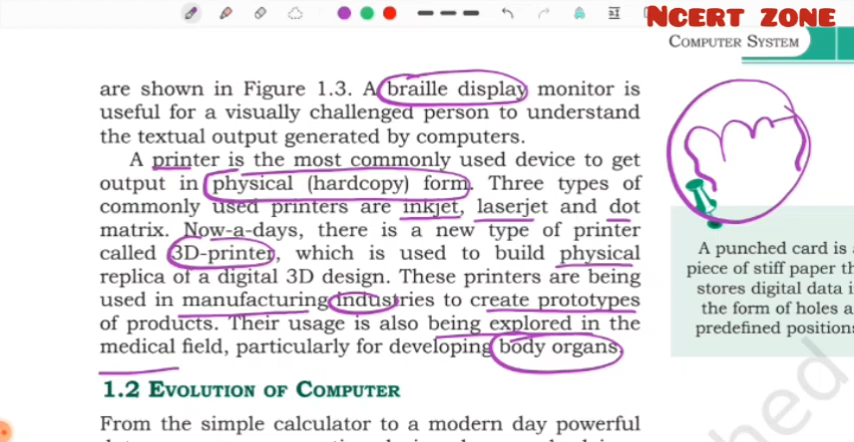 NCERT ZONE
COMPUTER SYSTEM
are shown in Figure 1.3. A braille display monitor is
useful for a visually challenged person to understand
the textual output generated by computers.
A printer is the most commonly used device to get
output in physical (hardcopy) form. Three types of
commonly used printers are inkjet, laserjet and dot
matrix. Now-a-days, there is a new type of printer
called 3D-printer, which is used to build physical
replica of a digital 3D design. These printers are being
used in manufacturing industries to create prototypes
of products. Their usage is also being explored in the
medical field, particularly for developing body organs.
1.2 EVOLUTION OF COMPUTER
From the simple calculator to a modern day powerful
A punched card is
piece of stiff paper th
stores digital data i
the form of holes a
predefined position